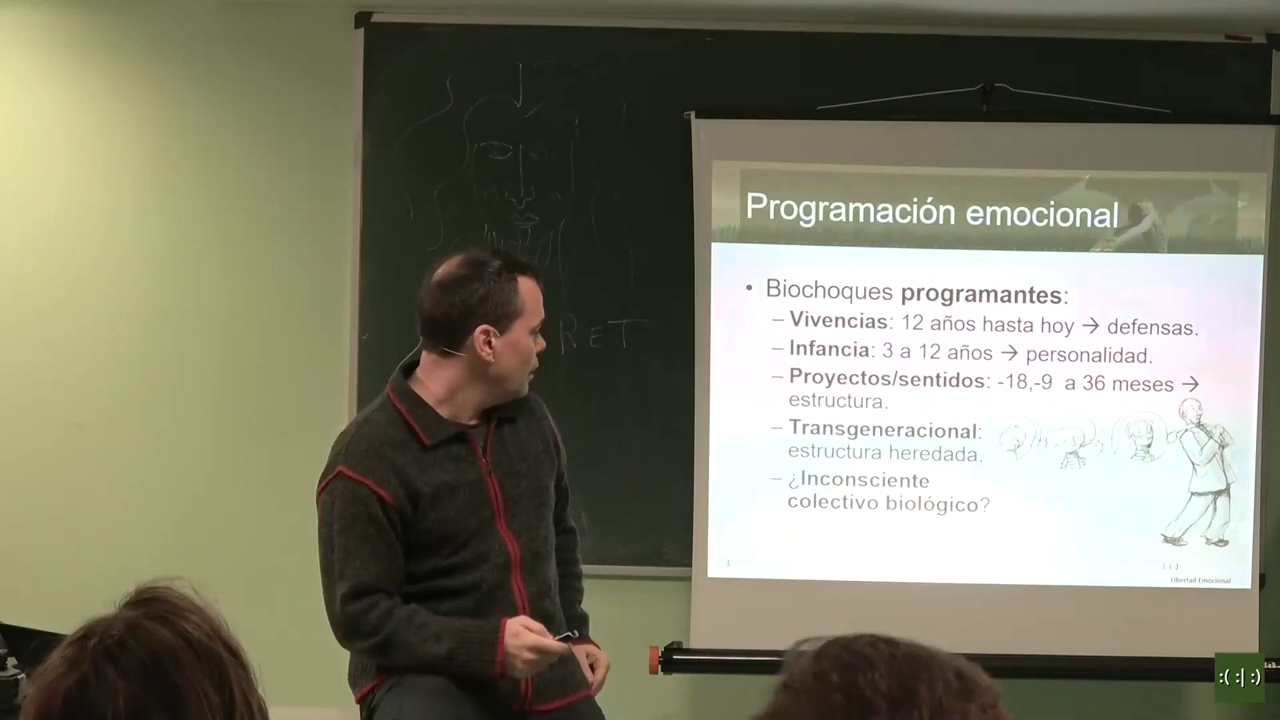 RET
Programación emocional
• Biochoques programantes:
– Vivencias: 12 años hasta hoy → defensas.
– Infancia: 3 a 12 años → personalidad.
– Proyectos/sentidos: -18,-9 a 36 meses →
estructura.
– Transgeneracional:
estructura heredada.
– ¿Inconsciente
colectivo biológico?
Libertad Emocional
:( :| :)